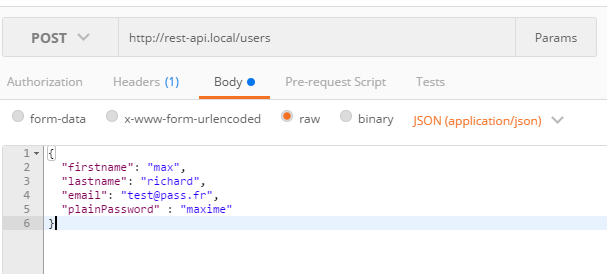 POST http://rest-api.local/users Params
Authorization Headers (1) Body Pre-request Script Tests
form-data x-www-form-urlencoded raw binary JSON (application/json)
1 {
2 "firstname": "max",
3 "lastname": "richard",
4 "email": "test@pass.fr",
5 "plainPassword" : "maxime"
6 }